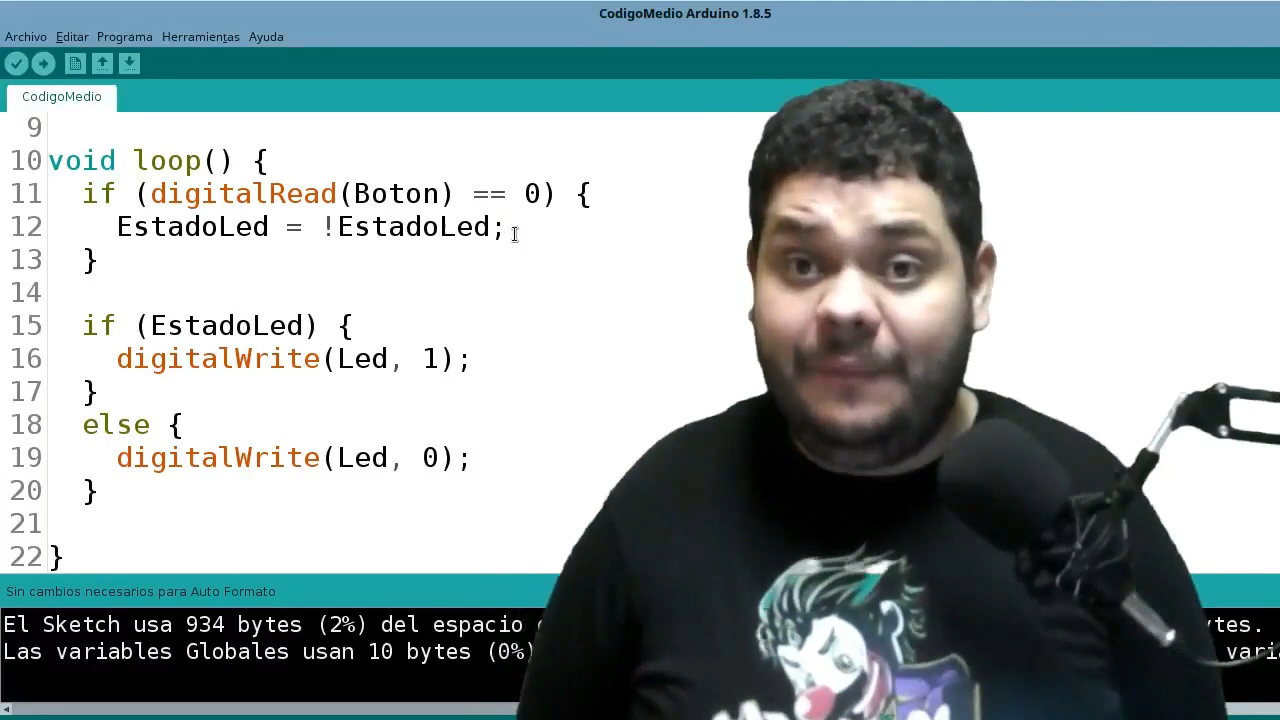 CodigoMedio Arduino 1.8.5
Archivo Editar Programa Herramientas Ayuda
CodigoMedio
9
10 void loop() {
11 if (digitalRead(Boton) == 0) {
12 EstadoLed = !EstadoLed;
13 }
14
15 if (EstadoLed) {
16 digitalWrite(Led, 1);
17 }
18 else {
19 digitalWrite(Led, 0);
20 }
21
22 }
Sin cambios necesarios para Auto Formato
El Sketch usa 934 bytes (2%) del espacio
Las variables Globales usan 10 bytes (0%)